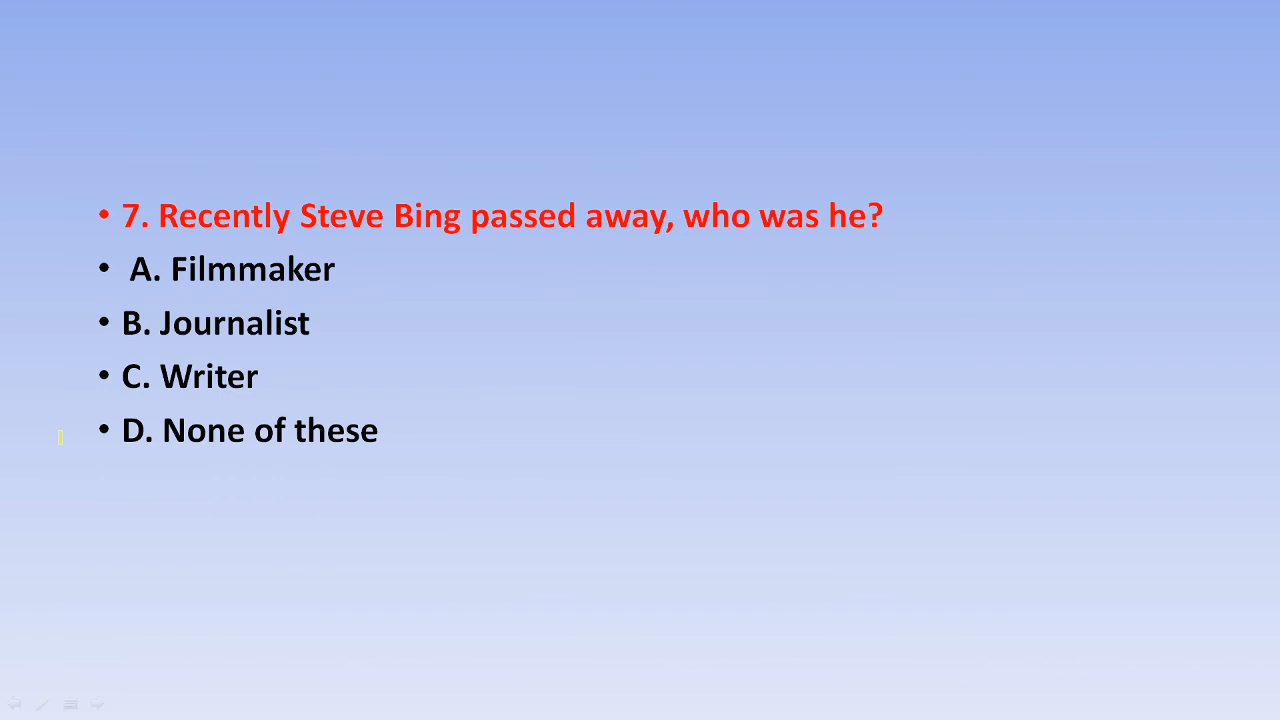 • 7. Recently Steve Bing passed away, who was he?
• A. Filmmaker
• B. Journalist
• C. Writer
• D. None of these